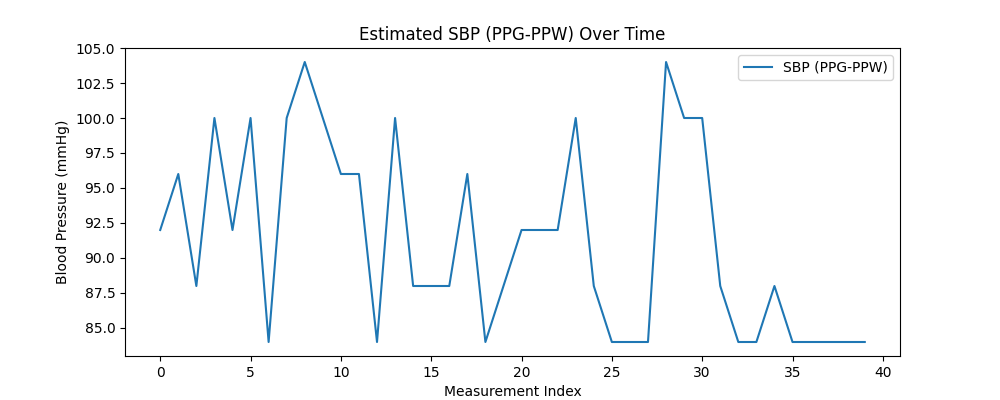 Estimated SBP (PPG-PPW) Over Time
SBP (PPG-PPW)
Blood Pressure (mmHg)
105.0
102.5
100.0
97.5
95.0
92.5
90.0
87.5
85.0
0 5 10 15 20 25 30 35 40
Measurement Index